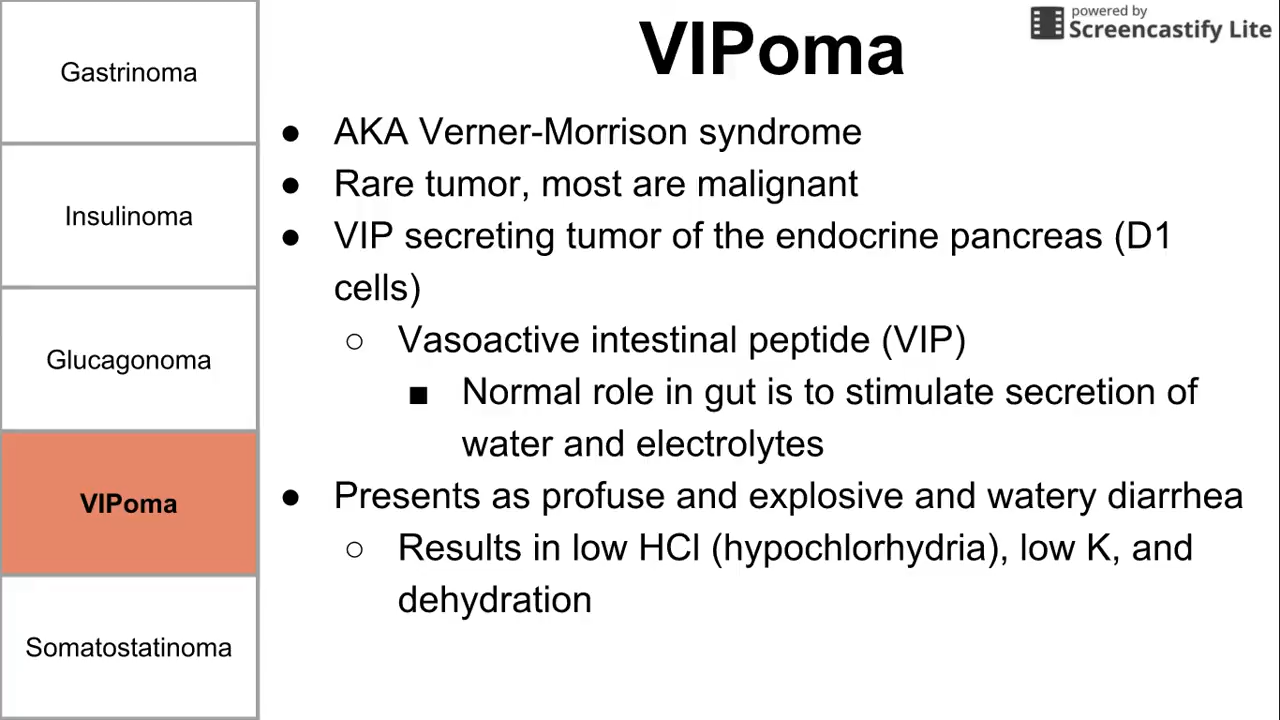 Gastrinoma
Insulinoma
Glucagonoma
VIPoma
Somatostatinoma
VIPoma
powered by
Screencastify Lite
● AKA Verner-Morrison syndrome
● Rare tumor, most are malignant
● VIP secreting tumor of the endocrine pancreas (D1
cells)
○ Vasoactive intestinal peptide (VIP)
■ Normal role in gut is to stimulate secretion of
water and electrolytes
● Presents as profuse and explosive and watery diarrhea
○ Results in low HCl (hypochlorhydria), low K, and
dehydration